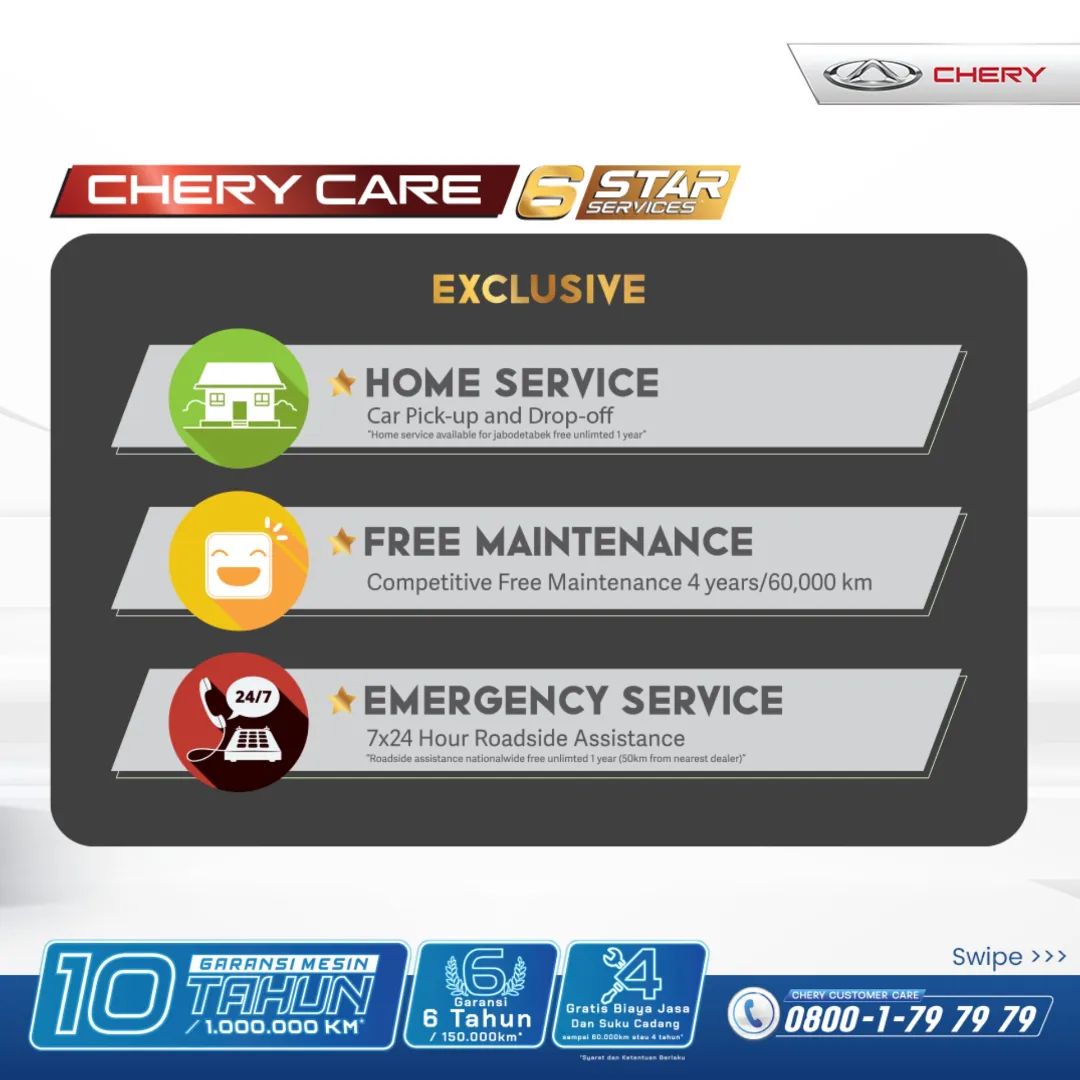 CHERY
CHERY CARE 6 STAR SERVICES
EXCLUSIVE
HOME SERVICE
Car Pick-up and Drop-off
"Home service available for jabodetabek free unlimted 1 year"
FREE MAINTENANCE
Competitive Free Maintenance 4 years/60,000 km
24/7
EMERGENCY SERVICE
7x24 Hour Roadside Assistance
"Roadside assistance nationalwide free unlimted 1 year (50km from nearest dealer)"
Swipe >>>
10 GARANSI MESIN
TAHUN
/ 1.000.000 KM*
6
Garansi
6 Tahun
/ 150.000km*
4
Gratis Biaya Jasa
Dan Suku Cadang
sampai 60.000km atau 4 tahun*
*Syarat dan Ketentuan Berlaku
CHERY CUSTOMER CARE
0800-1-79 79 79